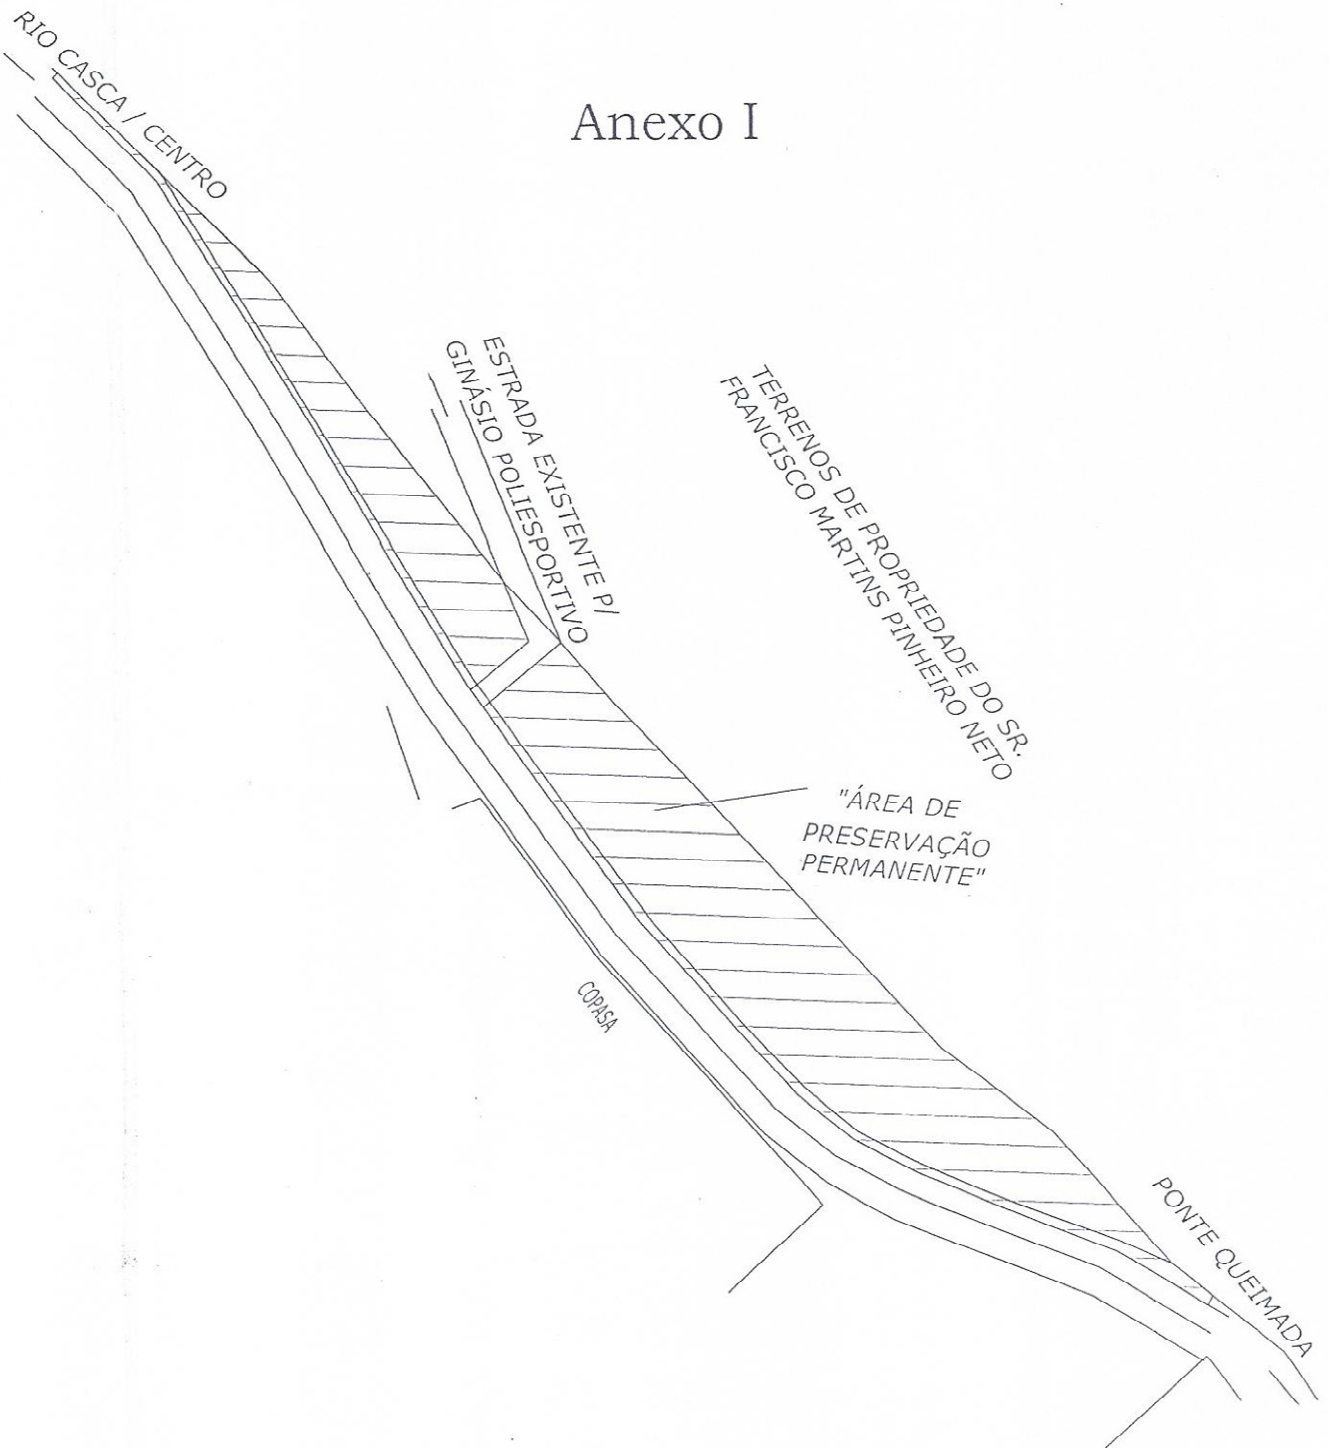 RIO CASCA / CENTRO
Anexo I
ESTRADA EXISTENTE P/
GINÁSIO POLIESPORTIVO
TERRENOS DE PROPRIEDADE DO SR.
FRANCISCO MARTINS PINHEIRO NETO
"ÁREA DE
PRESERVAÇÃO
PERMANENTE"
COPASA
PONTE QUEIMADA